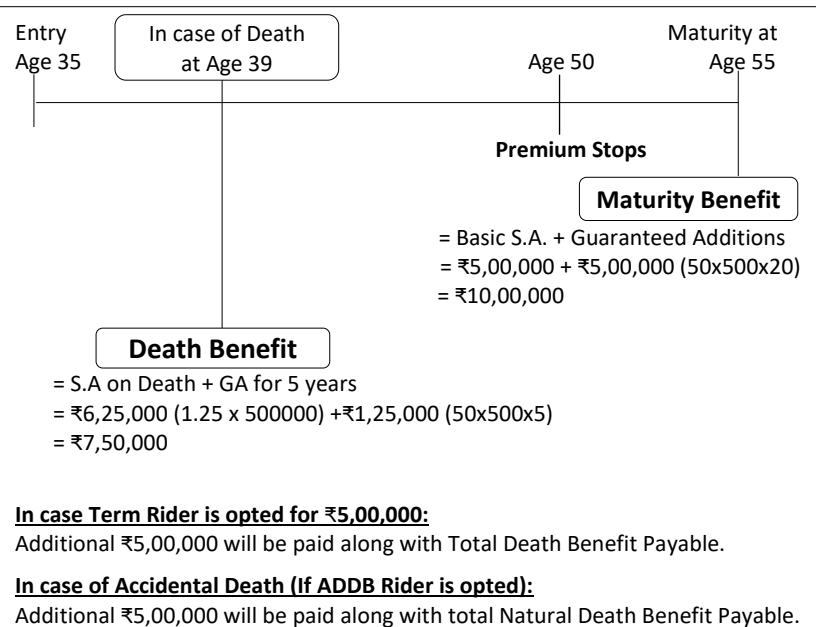 Entry
Age 35
In case of Death
at Age 39
Age 50
Maturity at
Age 55
Premium Stops
Maturity Benefit
= Basic S.A. + Guaranteed Additions
= ₹5,00,000 + ₹5,00,000 (50x500x20)
= ₹10,00,000
Death Benefit
= S.A on Death + GA for 5 years
= ₹6,25,000 (1.25 x 500000) +₹1,25,000 (50x500x5)
= ₹7,50,000
In case Term Rider is opted for ₹5,00,000:
Additional ₹5,00,000 will be paid along with Total Death Benefit Payable.
In case of Accidental Death (If ADDB Rider is opted):
Additional ₹5,00,000 will be paid along with total Natural Death Benefit Payable.